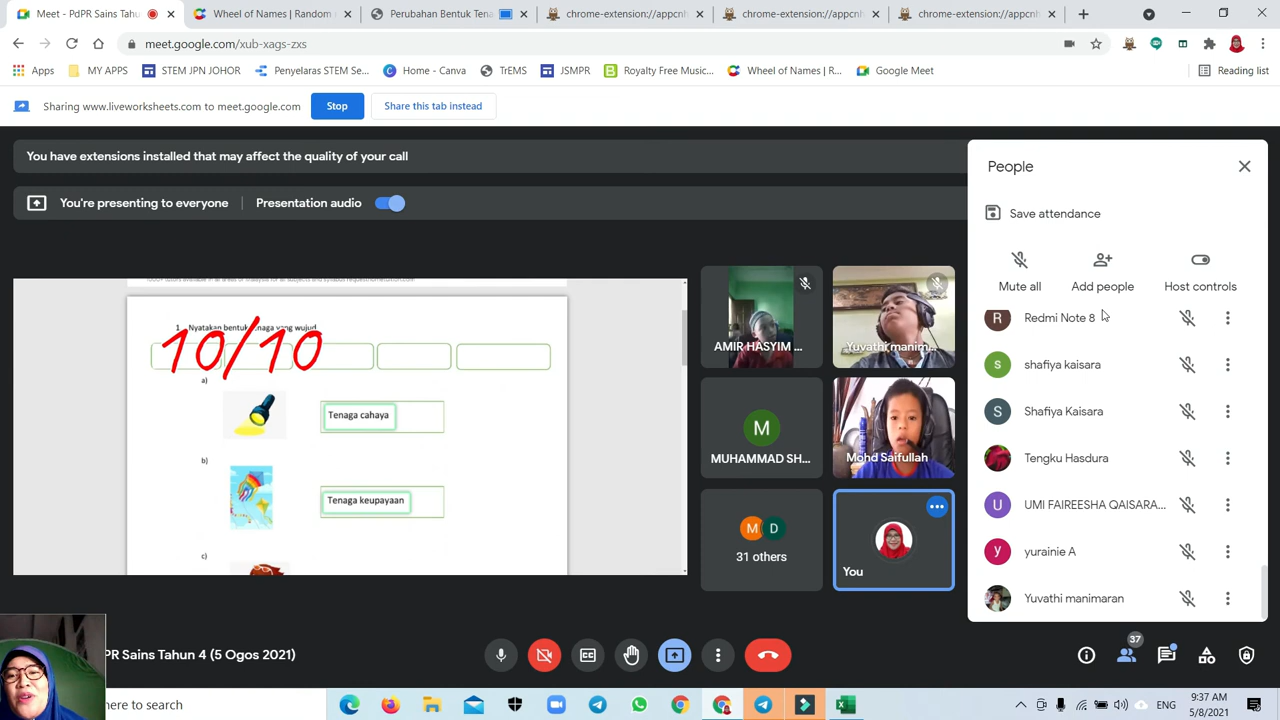 Meet - PdPR Sains Tahu
Wheel of Names | Random
Perubahan Bentuk Tena
chrome-extension://appcnh
chrome-extension://appcnh
chrome-extension://appcnh
meet.google.com/xub-xags-zxs
Apps
MY APPS
STEM JPN JOHOR
Penyelaras STEM Se...
Home - Canva
TrEMS
JSMPR
Royalty Free Music...
Wheel of Names | R...
Google Meet
Reading list
Sharing www.liveworksheets.com to meet.google.com
Stop
Share this tab instead
You have extensions installed that may affect the quality of your call
You're presenting to everyone
Presentation audio
1 Nyatakan bentuk tenaga yang wujud
10/10
a)
Tenaga cahaya
b)
Tenaga keupayaan
c)
AMIR HASYIM ...
Yuvathi manim...
M
MUHAMMAD SH...
Mohd Saifullah
M D
31 others
You
People
Save attendance
Mute all
Add people
Host controls
R Redmi Note 8
s shafiya kaisara
S Shafiya Kaisara
Tengku Hasdura
U UMI FAIREESHA QAISARA...
y yurainie A
Yuvathi manimaran
PR Sains Tahun 4 (5 Ogos 2021)
37
here to search
ENG
9:37 AM
5/8/2021